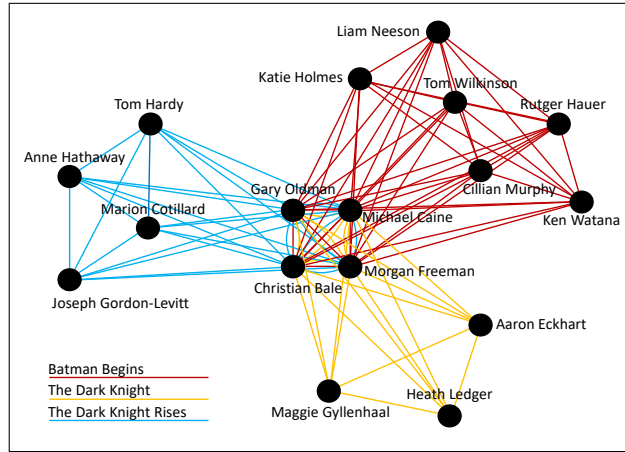 Liam Neeson
Katie Holmes
Tom Wilkinson
Tom Hardy
Rutger Hauer
Anne Hathaway
Gary Oldman
Cillian Murphy
Marion Cotillard
Michael Caine
Ken Watana
Christian Bale
Morgan Freeman
Joseph Gordon-Levitt
Aaron Eckhart
Batman Begins
The Dark Knight
Heath Ledger
Maggie Gyllenhaal
The Dark Knight Rises